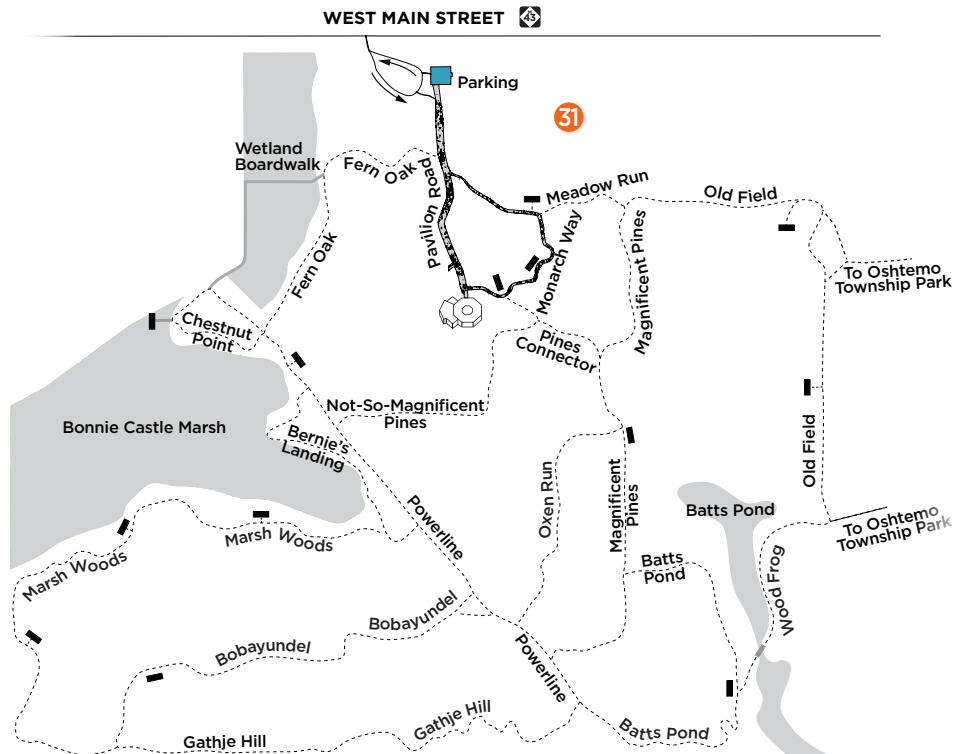 WEST MAIN STREET M 43
Parking
31
Wetland
Boardwalk
Fern Oak
Pavilion Road
Meadow Run
Old Field
Monarch Way
Magnificent Pines
To Oshtemo
Township Park
Fern Oak
Chestnut
Point
Pines
Connector
Not-So-Magnificent
Pines
Bonnie Castle Marsh
Bernie's
Landing
Old Field
Oxen Run
Magnificent
Pines
Batts Pond
Powerline
To Oshtemo
Township Park
Marsh Woods
Marsh Woods
Batts
Pond
Wood Frog
Bobayundel
Bobayundel
Powerline
Gathje Hill
Gathje Hill
Batts Pond